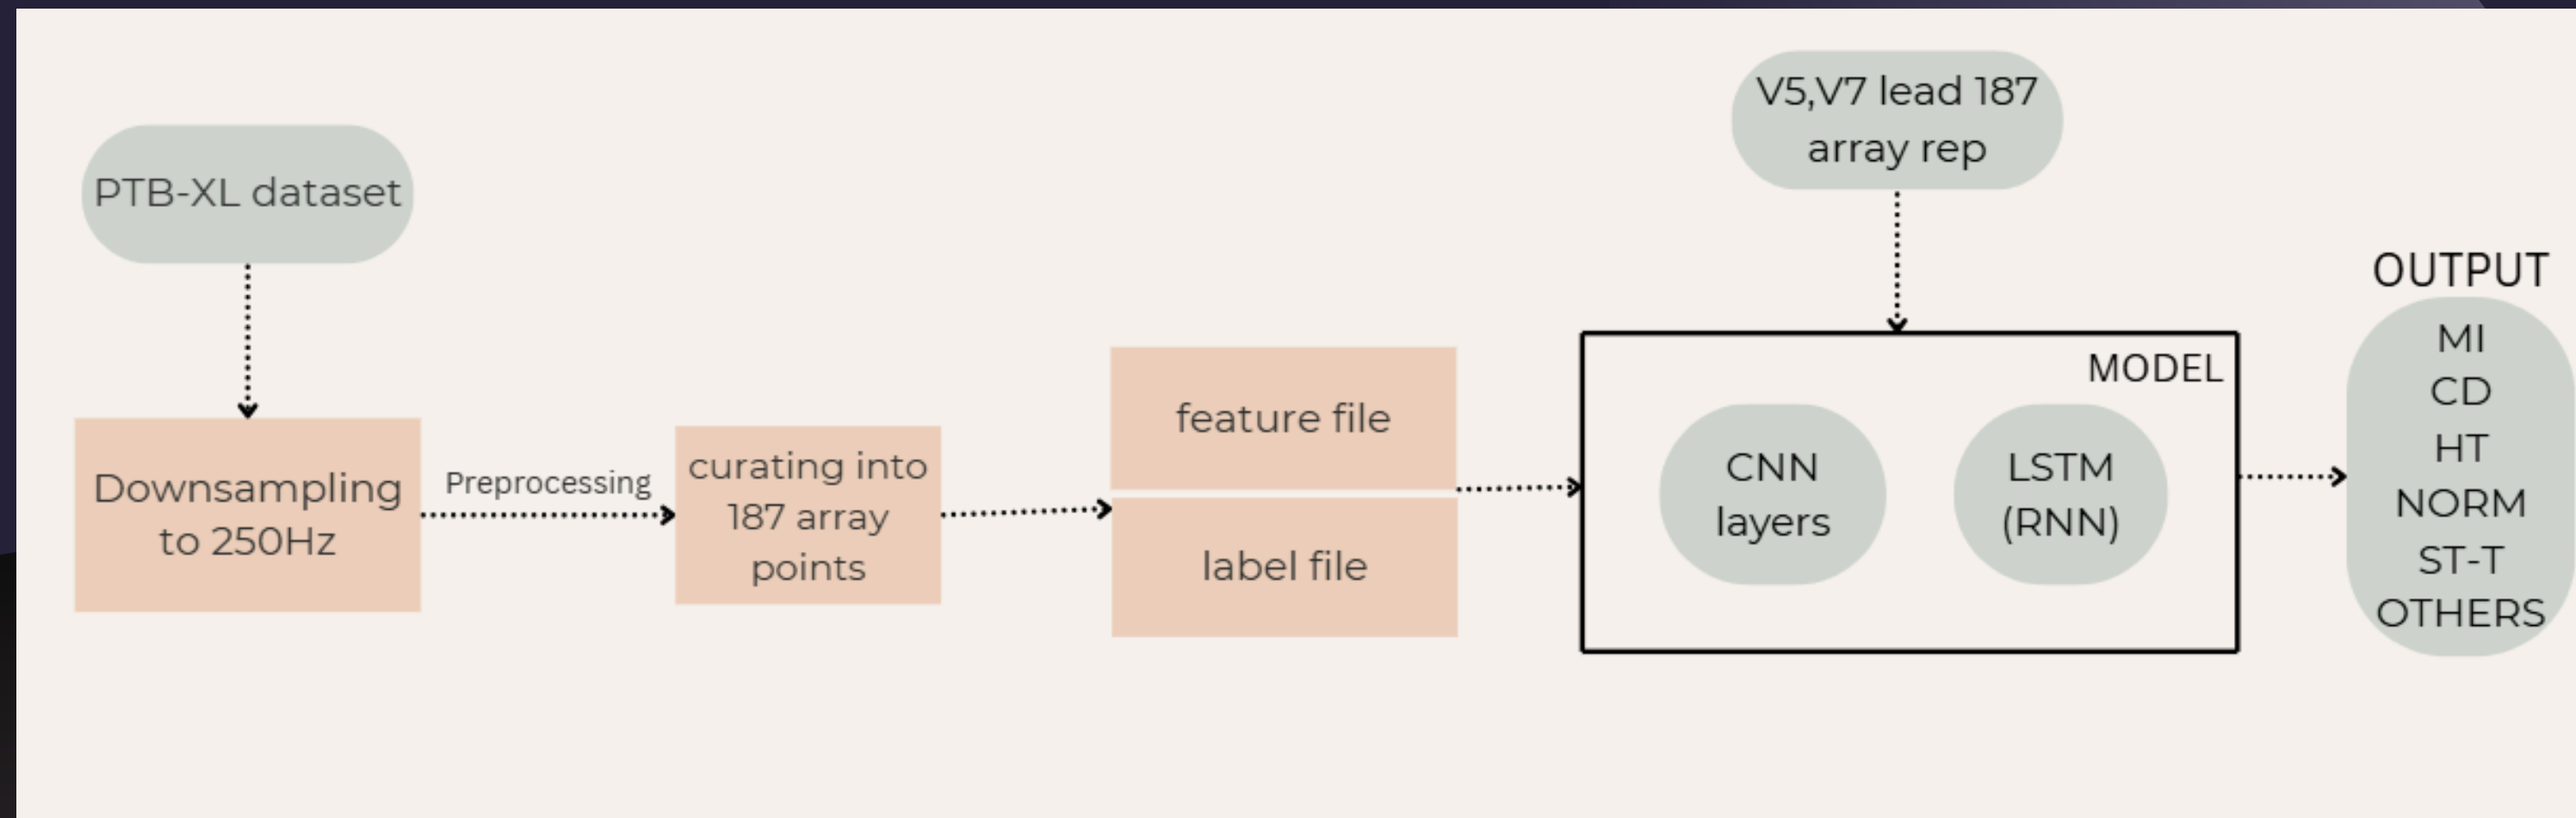 PTB-XL dataset
Downsampling
to 250Hz
Preprocessing
curating into
187 array
points
feature file
label file
V5,V7 lead 187
array rep
MODEL
CNN
layers
LSTM
(RNN)
OUTPUT
MI
CD
HT
NORM
ST-T
OTHERS